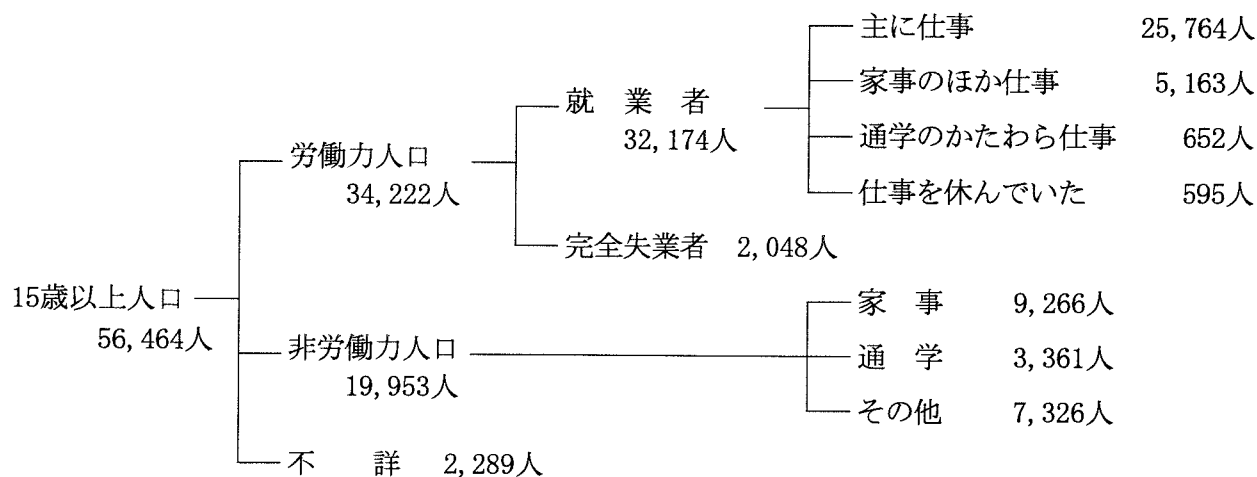 主に仕事 25,764人
家事のほか仕事 5,163人
就業者
32,174人
通学のかたわら仕事 652人
労働力人口
34,222人
仕事を休んでいた 595人
完全失業者 2,048人
15歳以上人口
56,464人
家事 9,266人
非労働力人口
19,953人
通学 3,361人
その他 7,326人
不詳 2,289人